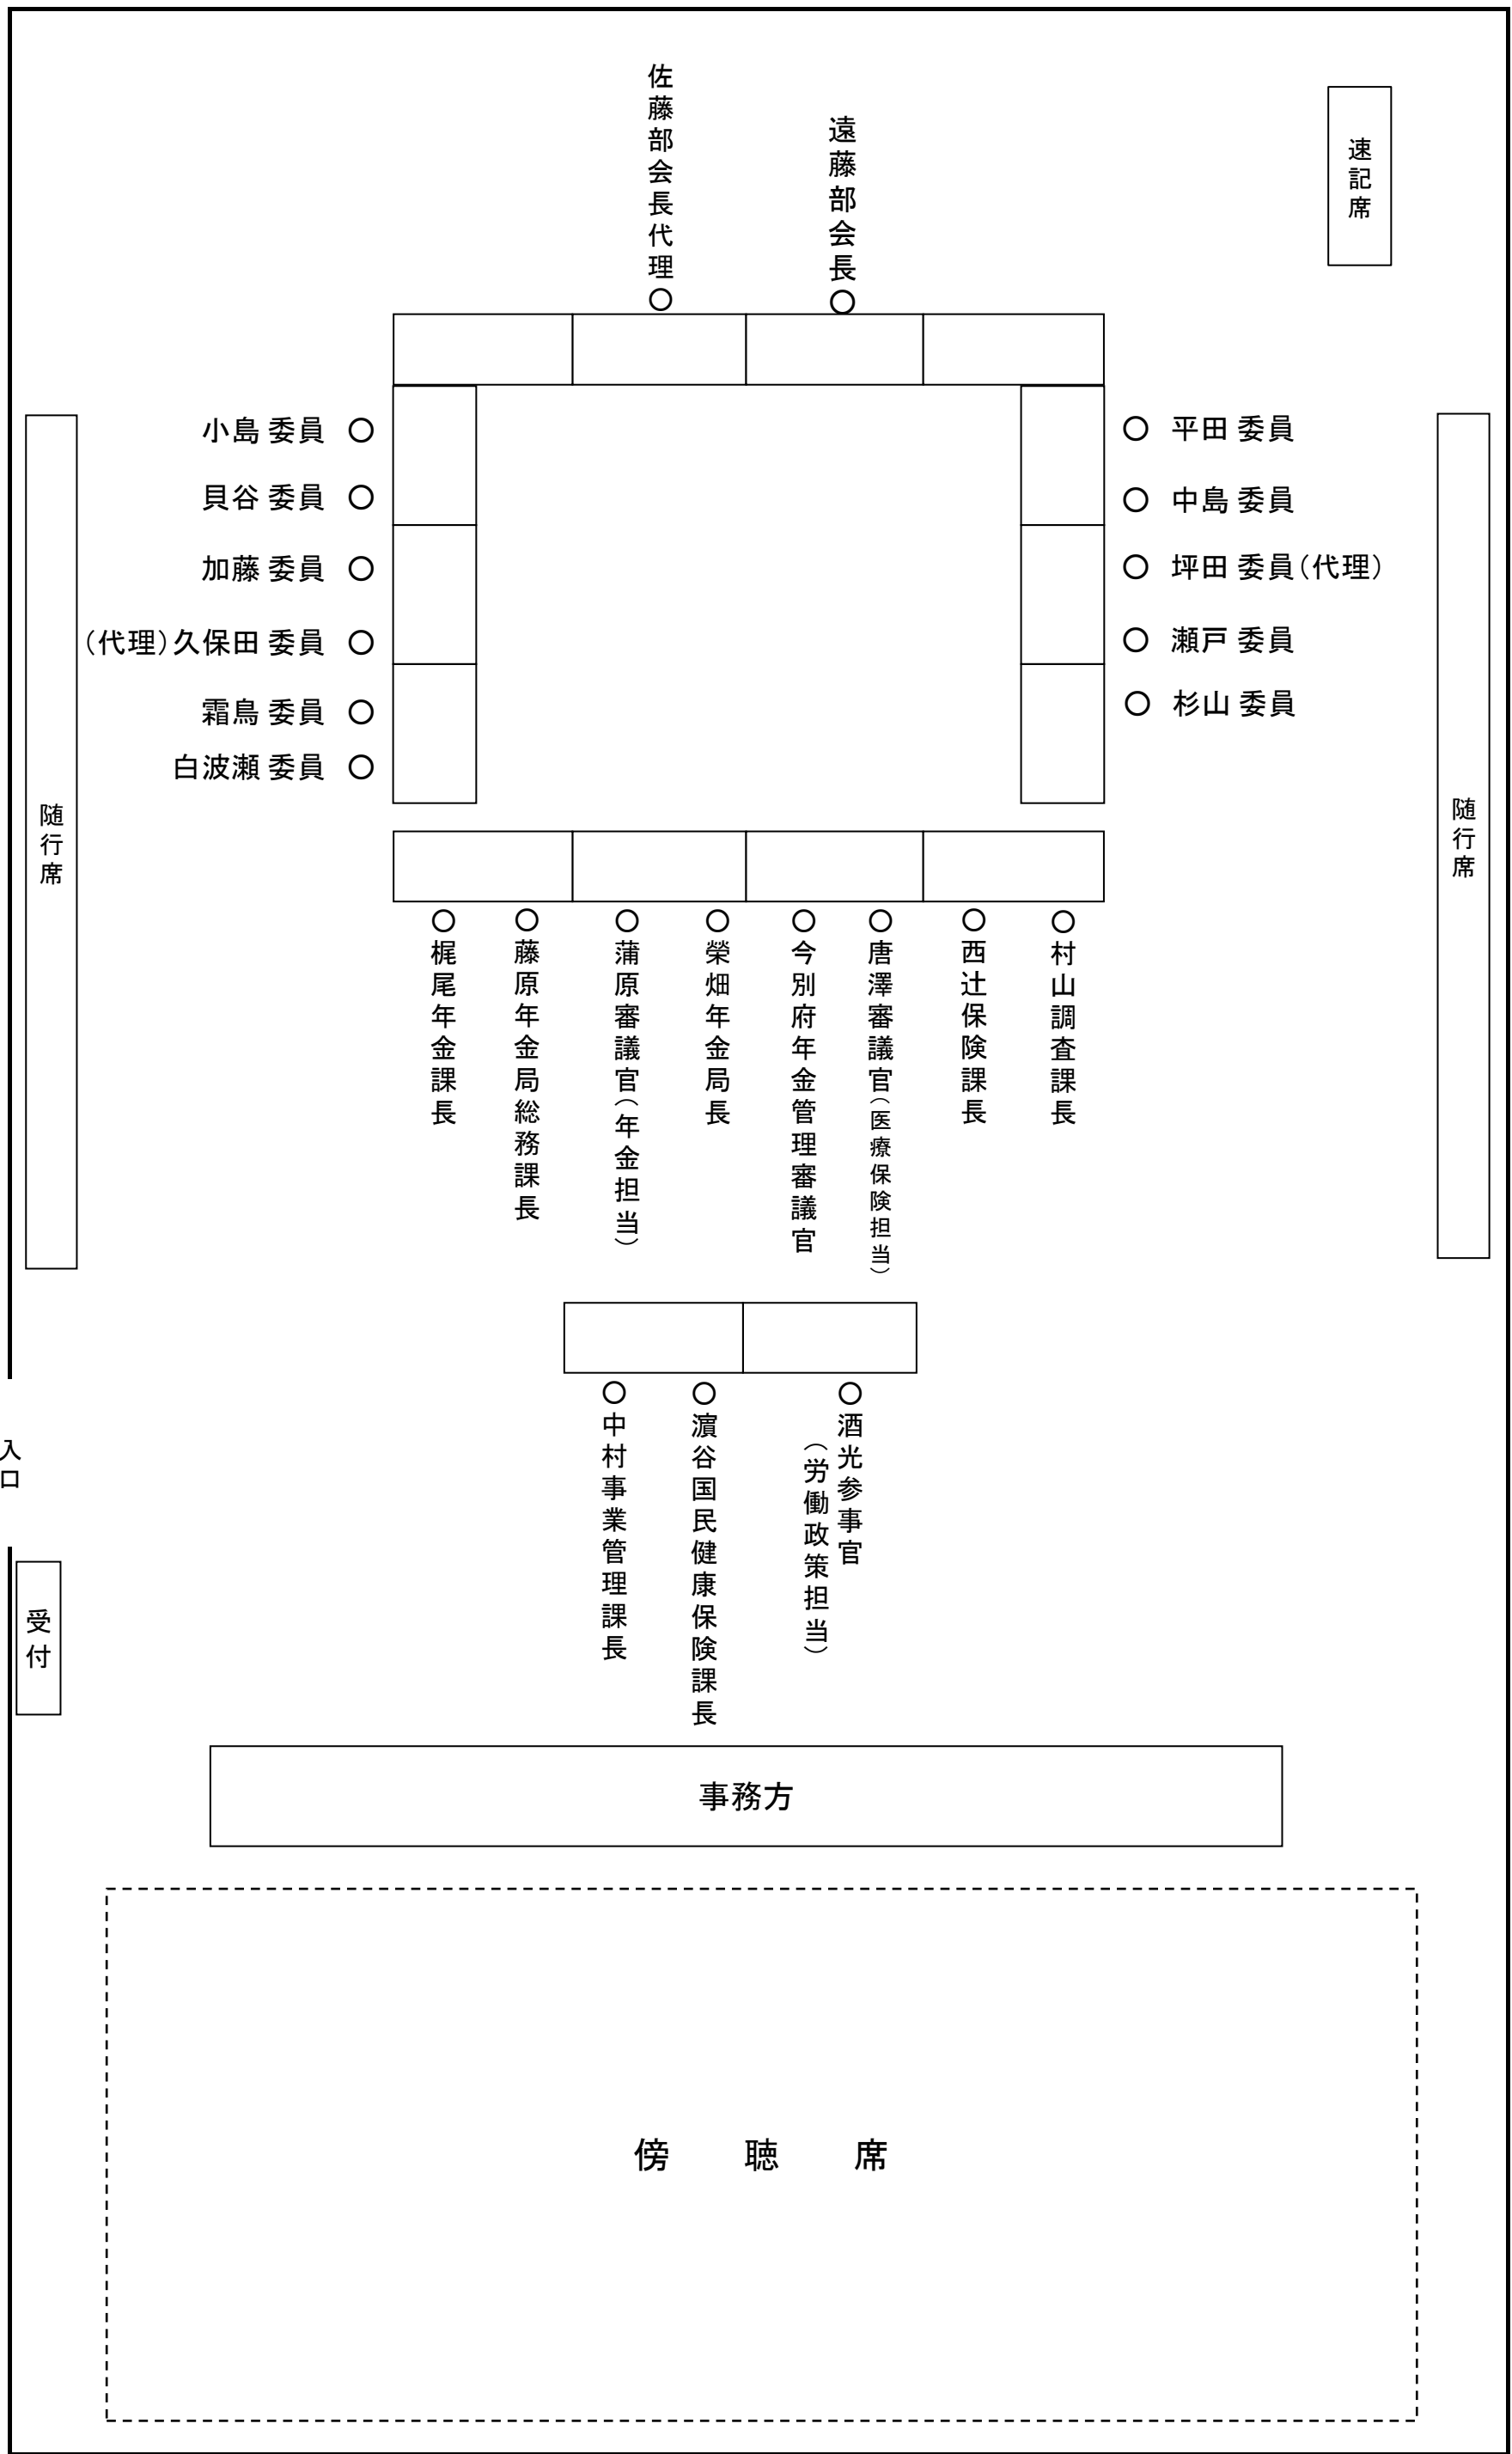 佐藤部会長代理○
遠藤部会長○
速記席
小島 委員 ○
貝谷 委員 ○
加藤 委員 ○
（代理）久保田 委員 ○
霜鳥 委員 ○
白波瀬 委員 ○
○ 平田 委員
○ 中島 委員
○ 坪田 委員（代理）
○ 瀬戸 委員
○ 杉山 委員
随行席
随行席
○梶尾年金課長
○藤原年金局総務課長
○蒲原審議官（年金担当）
○榮畑年金局長
○今別府年金管理審議官
○唐澤審議官（医療保険担当）
○西辻保険課長
○村山調査課長
○中村事業管理課長
○濵谷国民健康保険課長
○酒光参事官
（労働政策担当）
入口
受付
事務方
傍 聴 席